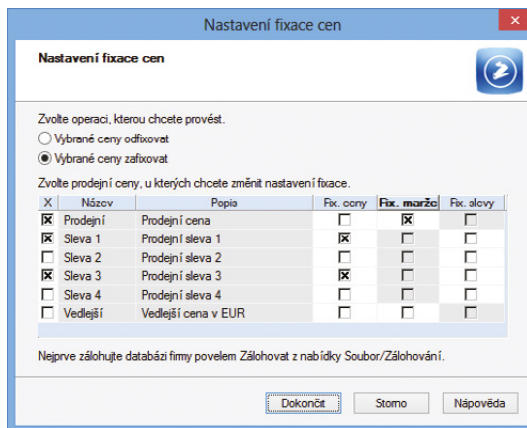 Nastavení fixace cen
Nastavení fixace cen
2
Zvolte operaci, kterou chcete provést.
Vybrané ceny odfixovat
Vybrané ceny zafixovat
Zvolte prodejní ceny, u kterých chcete změnit nastavení fixace.
X Název Popis Fix. ceny Fix. marže Fix. slevy
Prodejní Prodejní cena
Sleva 1 Prodejní sleva 1
Sleva 2 Prodejní sleva 2
Sleva 3 Prodejní sleva 3
Sleva 4 Prodejní sleva 4
Vedlejší Vedlejší cena v EUR
Nejprve zálohujte databázi firmy povelem Zálohovat z nabídky Soubor/Zálohování.
Dokončit Storno Nápověda